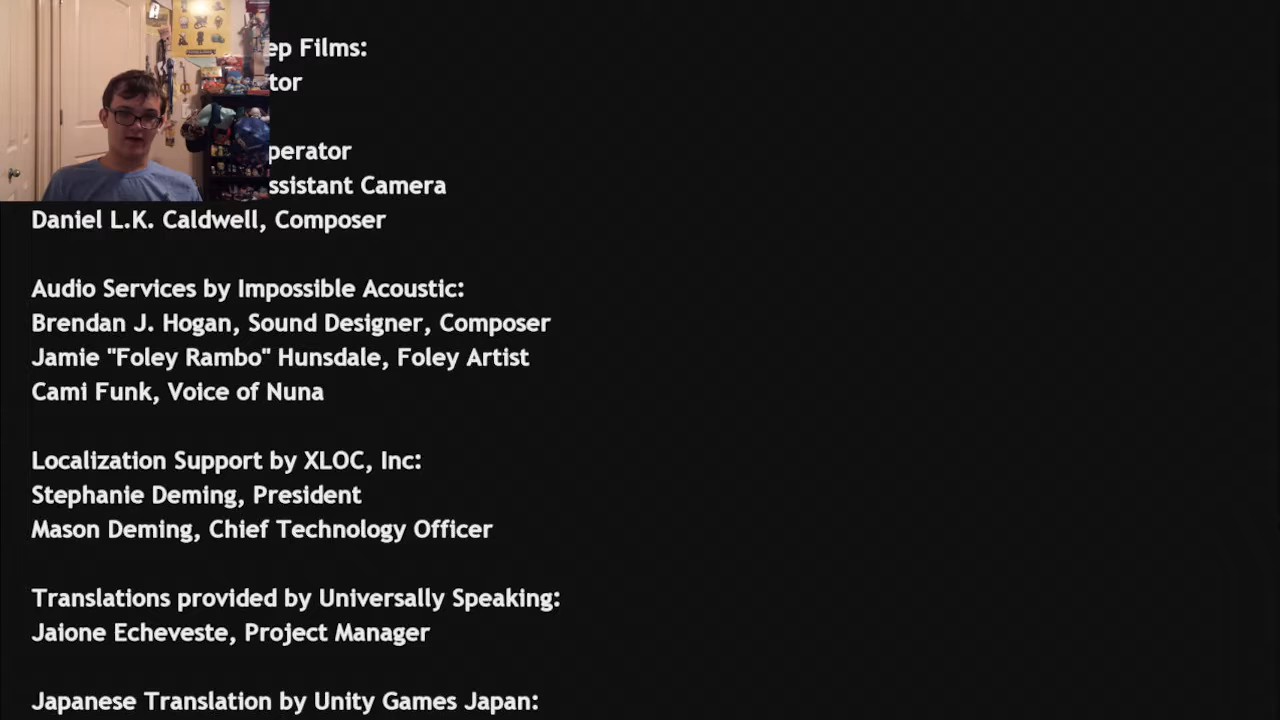 ep Films:
tor
perator
ssistant Camera
Daniel L.K. Caldwell, Composer
Audio Services by Impossible Acoustic:
Brendan J. Hogan, Sound Designer, Composer
Jamie "Foley Rambo" Hunsdale, Foley Artist
Cami Funk, Voice of Nuna
Localization Support by XLOC, Inc:
Stephanie Deming, President
Mason Deming, Chief Technology Officer
Translations provided by Universally Speaking:
Jaione Echeveste, Project Manager
Japanese Translation by Unity Games Japan: